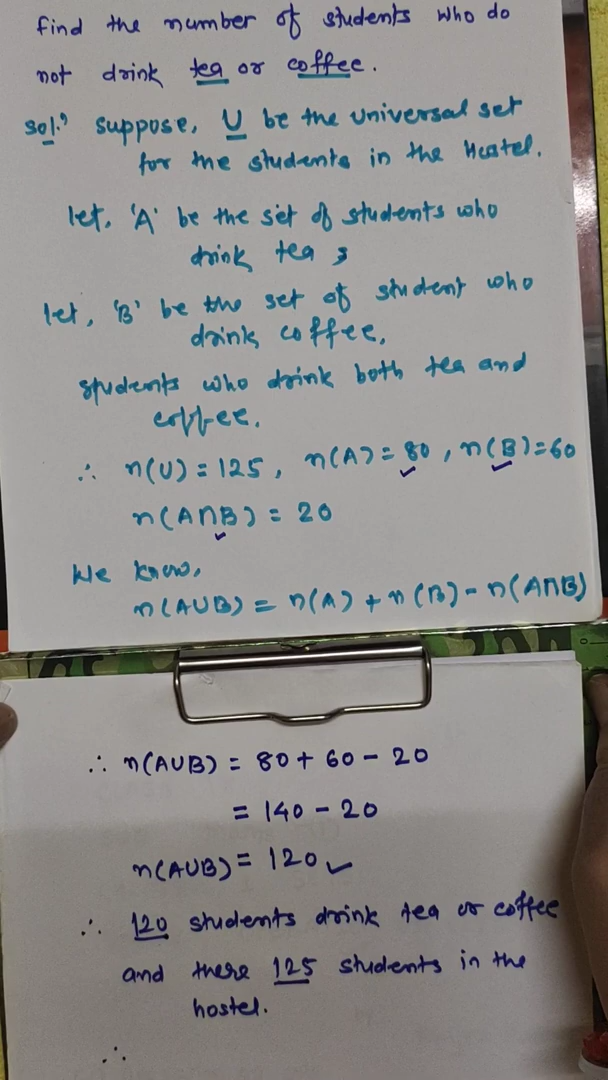 find the number of students who do
not drink tea or coffee.
Sol:? Suppose, U be the universal set
for the students in the Hostel.
let, 'A' be the set of students who
drink tea &
let, 'B' be the set of student who
drink coffee.
students who drink both tea and
coffee.
∴ n(U) = 125, n(A) = 80, n(B) = 60
n(A∩B) = 20
We know,
n(A∪B) = n(A) + n(B) - n(A∩B)
∴ n(A∪B) = 80 + 60 - 20
= 140 - 20
n(A∪B) = 120
∴ 120 students drink tea or coffee
and there 125 students in the
hostel.
∴